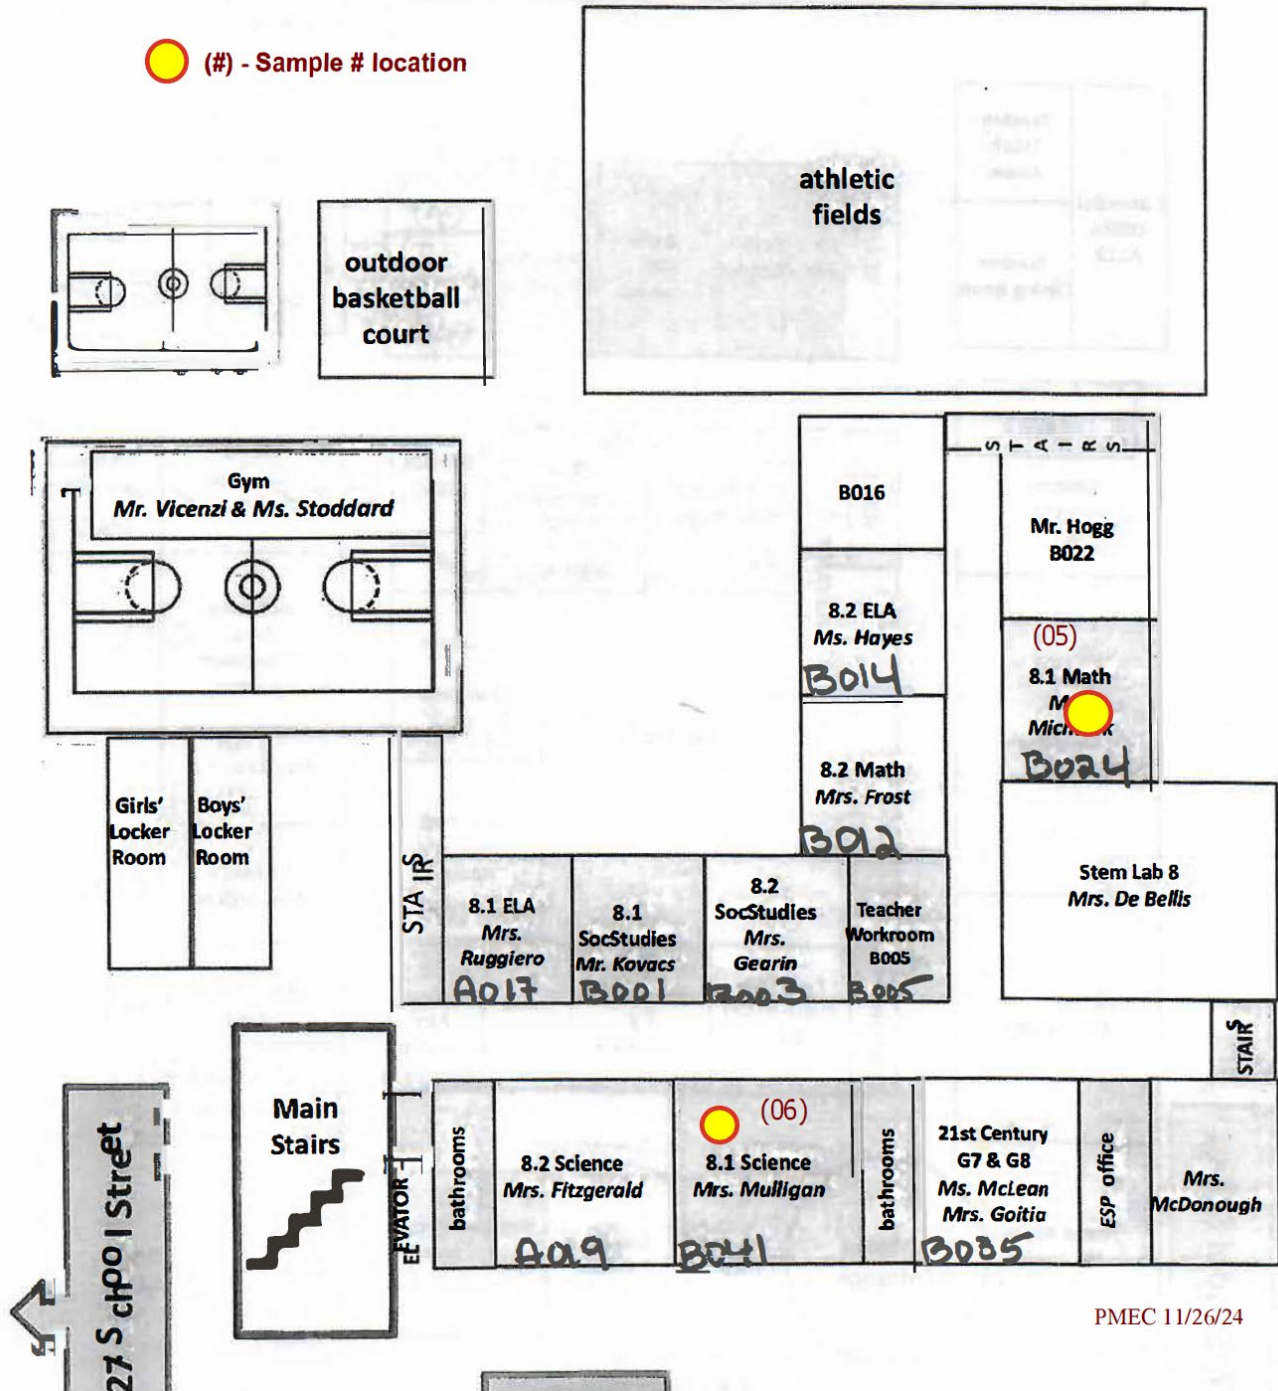 (#) - Sample # location
athletic
fields
outdoor
basketball
court
Gym
Mr. Vicenzi & Ms. Stoddard
B016
STAIRS
Mr. Hogg
B022
8.2 ELA
Ms. Hayes
B014
(05)
8.1 Math
B024
8.2 Math
Mrs. Frost
B012
Girls'
Locker
Room
Boys'
Locker
Room
STAIRS
8.1 ELA
Mrs.
Ruggiero
A017
8.1
SocStudies
Mr. Kovacs
B001
8.2
SocStudies
Mrs.
Gearin
B003
Teacher
Workroom
B005
B005
Stem Lab 8
Mrs. De Bellis
STAIRS
Main
Stairs
ELEVATOR
bathrooms
8.2 Science
Mrs. Fitzgerald
A019
(06)
8.1 Science
Mrs. Mulligan
B041
bathrooms
21st Century
G7 & G8
Ms. McLean
Mrs. Goitia
B035
ESP office
Mrs.
McDonough
27 School Street
PMEC 11/26/24